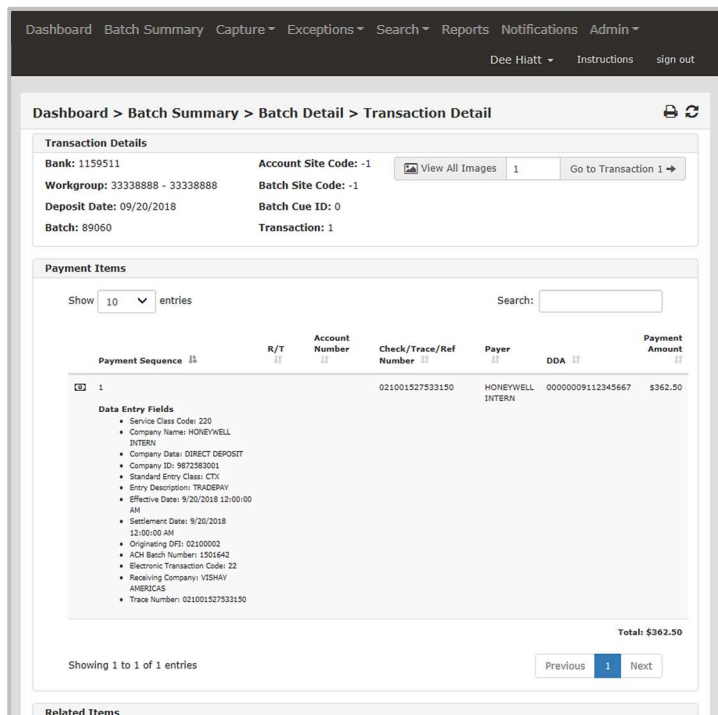 Dashboard Batch Summary Capture Exceptions Search Reports Notifications Admin
Dee Hiatt Instructions sign out
Dashboard > Batch Summary > Batch Detail > Transaction Detail
Transaction Details
Bank: 1159511 Account Site Code: -1 View All Images 1 Go to Transaction 1
Workgroup: 33338888 - 33338888 Batch Site Code: -1
Deposit Date: 09/20/2018 Batch Cue ID: 0
Batch: 89060 Transaction: 1
Payment Items
Show 10 entries Search:
Payment Sequence R/T Account Number Check/Trace/Ref Number Payer DDA Payment Amount
1 021001527533150 HONEYWELL INTERN 00000009112345667 $362.50
Data Entry Fields
• Service Class Code: 220
• Company Name: HONEYWELL
INTERN
• Company Data: DIRECT DEPOSIT
• Company ID: 9872583001
• Standard Entry Class: CTX
• Entry Description: TRADEPAY
• Effective Date: 9/20/2018 12:00:00
AM
• Settlement Date: 9/20/2018
12:00:00 AM
• Originating DFI: 02100002
• ACH Batch Number: 1501642
• Electronic Transaction Code: 22
• Receiving Company: VISHAY
AMERICAS
• Trace Number: 021001527533150
Total: $362.50
Showing 1 to 1 of 1 entries Previous 1 Next
Related Items